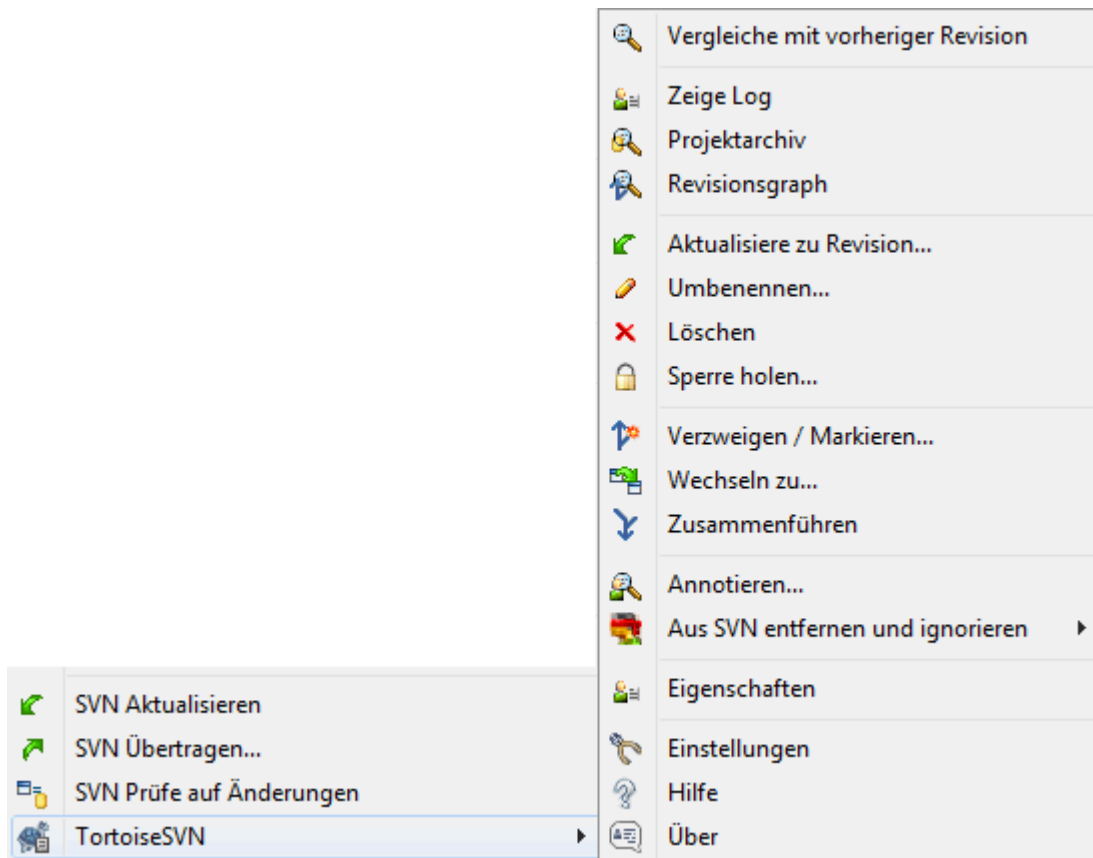 Vergleiche mit vorheriger Revision
Zeige Log
Projektarchiv
Revisionsgraph
Aktualisiere zu Revision...
Umbenennen...
Löschen
Sperre holen...
Verzweigen / Markieren...
Wechseln zu...
Zusammenführen
Annotieren...
Aus SVN entfernen und ignorieren
Eigenschaften
Einstellungen
Hilfe
Über
SVN Aktualisieren
SVN Übertragen...
SVN Prüfe auf Änderungen
TortoiseSVN